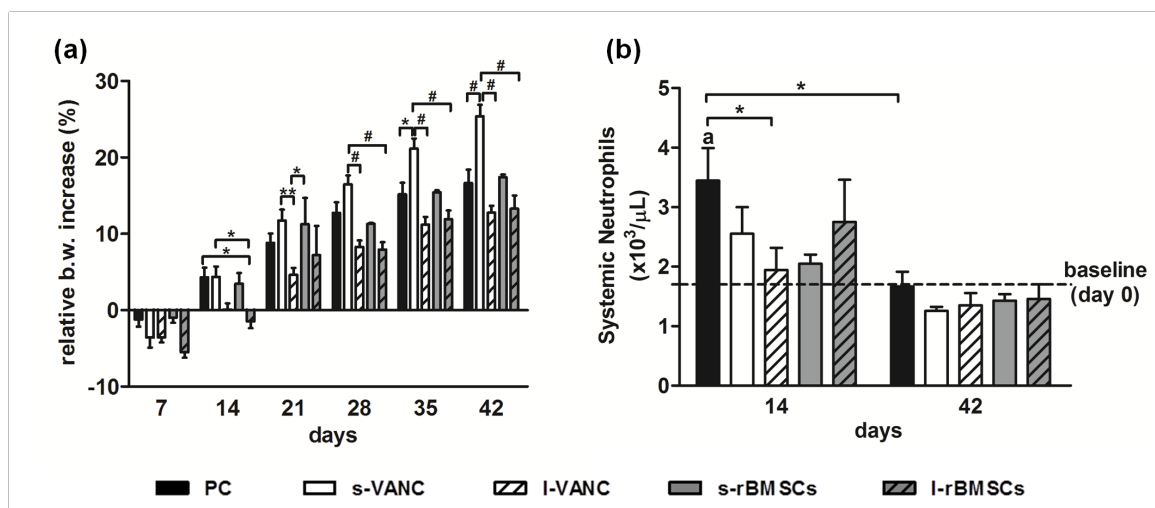 (a)
(b)
relative b.w. increase (%)
30
20
10
0
-10
* * ** * # # * # # # # #
7 14 21 28 35 42
days
Systemic Neutrophils
(x10³/µL)
5
4
3
2
1
0
*
*
a
baseline
(day 0)
14 42
days
PC s-VANC l-VANC s-rBMSCs l-rBMSCs